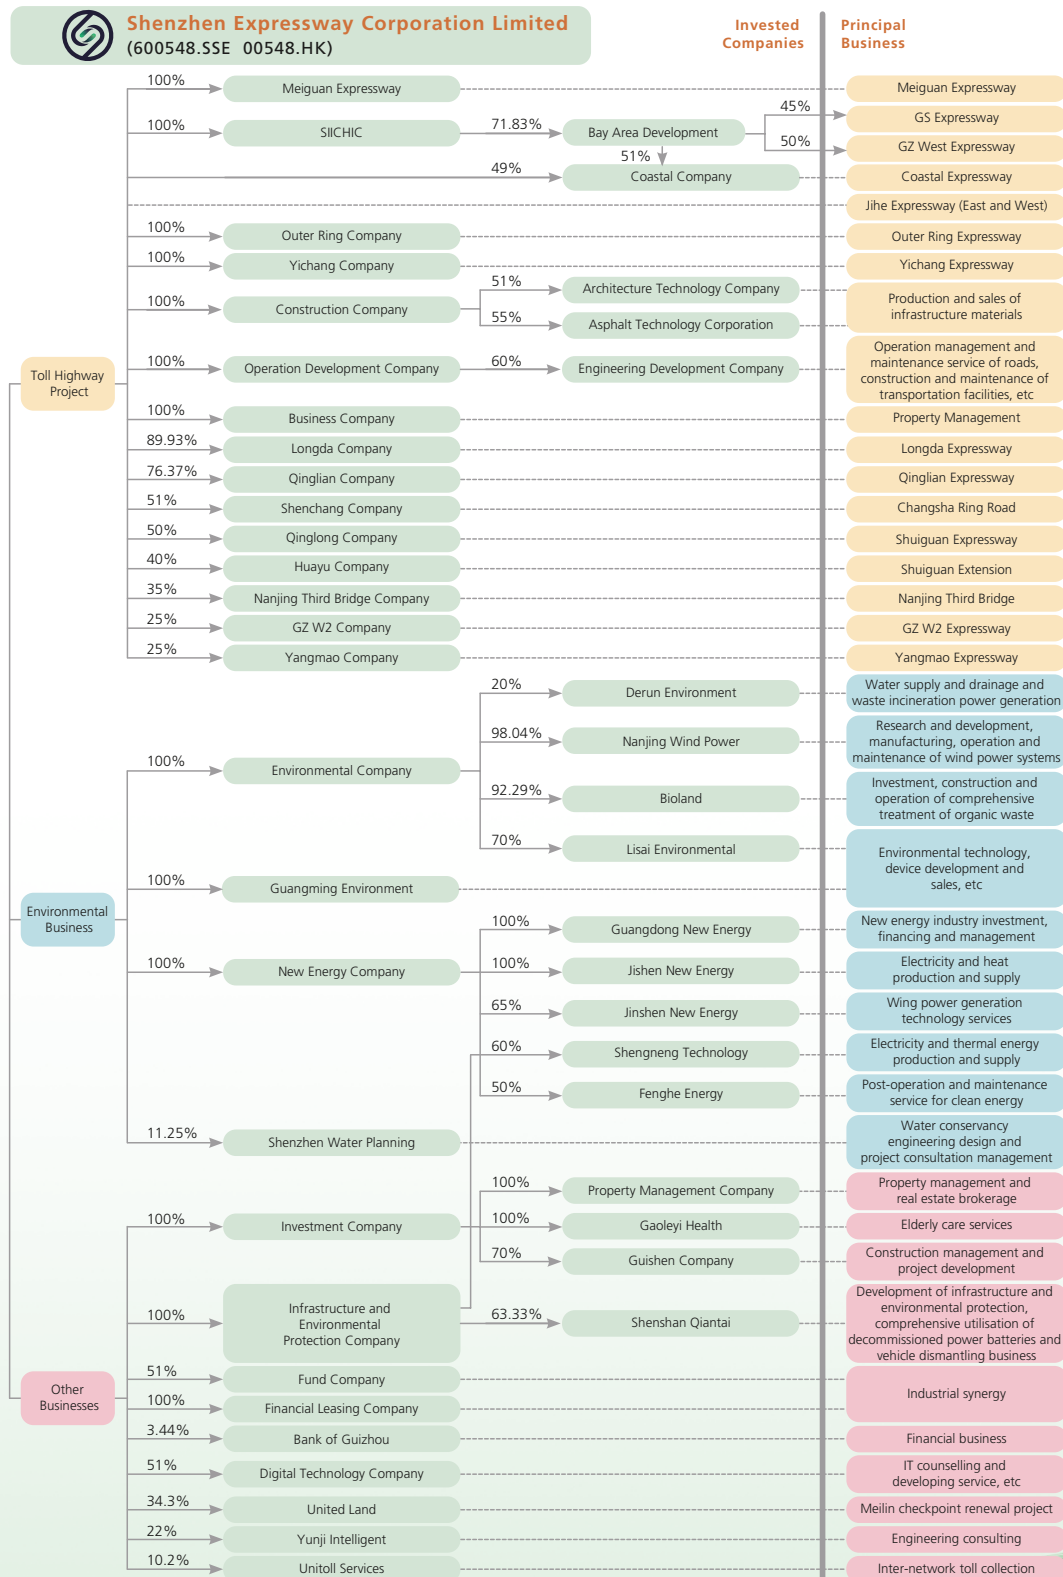 Shenzhen Expressway Corporation Limited
(600548.SSE 00548.HK)
Invested
Companies
Principal
Business
100%
Meiguan Expressway
Meiguan Expressway
100%
SIICHIC
71.83%
Bay Area Development
45%
GS Expressway
50%
GZ West Expressway
51%
49%
Coastal Company
Coastal Expressway
Jihe Expressway (East and West)
100%
Outer Ring Company
Outer Ring Expressway
100%
Yichang Company
Yichang Expressway
100%
Construction Company
51%
Architecture Technology Company
55%
Asphalt Technology Corporation
Production and sales of
infrastructure materials
Toll Highway
Project
100%
Operation Development Company
60%
Engineering Development Company
Operation management and
maintenance service of roads,
construction and maintenance of
transportation facilities, etc
100%
Business Company
Property Management
89.93%
Longda Company
Longda Expressway
76.37%
Qinglian Company
Qinglian Expressway
51%
Shenchang Company
Changsha Ring Road
50%
Qinglong Company
Shuiguan Expressway
40%
Huayu Company
Shuiguan Extension
35%
Nanjing Third Bridge Company
Nanjing Third Bridge
25%
GZ W2 Company
GZ W2 Expressway
25%
Yangmao Company
Yangmao Expressway
20%
Derun Environment
Water supply and drainage and
waste incineration power generation
98.04%
Nanjing Wind Power
Research and development,
manufacturing, operation and
maintenance of wind power systems
100%
Environmental Company
92.29%
Bioland
Investment, construction and
operation of comprehensive
treatment of organic waste
70%
Lisai Environmental
Environmental technology,
device development and
sales, etc
100%
Guangming Environment
Environmental
Business
100%
Guangdong New Energy
New energy industry investment,
financing and management
100%
New Energy Company
100%
Jishen New Energy
Electricity and heat
production and supply
65%
Jinshen New Energy
Wing power generation
technology services
60%
Shengneng Technology
Electricity and thermal energy
production and supply
50%
Fenghe Energy
Post-operation and maintenance
service for clean energy
11.25%
Shenzhen Water Planning
Water conservancy
engineering design and
project consultation management
100%
Property Management Company
Property management and
real estate brokerage
100%
Investment Company
100%
Gaoleyi Health
Elderly care services
70%
Guishen Company
Construction management and
project development
100%
Infrastructure and
Environmental
Protection Company
63.33%
Shenshan Qiantai
Development of infrastructure and
environmental protection,
comprehensive utilisation of
decommissioned power batteries and
vehicle dismantling business
Other
Businesses
51%
Fund Company
Industrial synergy
100%
Financial Leasing Company
3.44%
Bank of Guizhou
Financial business
51%
Digital Technology Company
IT counselling and
developing service, etc
34.3%
United Land
Meilin checkpoint renewal project
22%
Yunji Intelligent
Engineering consulting
10.2%
Unitoll Services
Inter-network toll collection